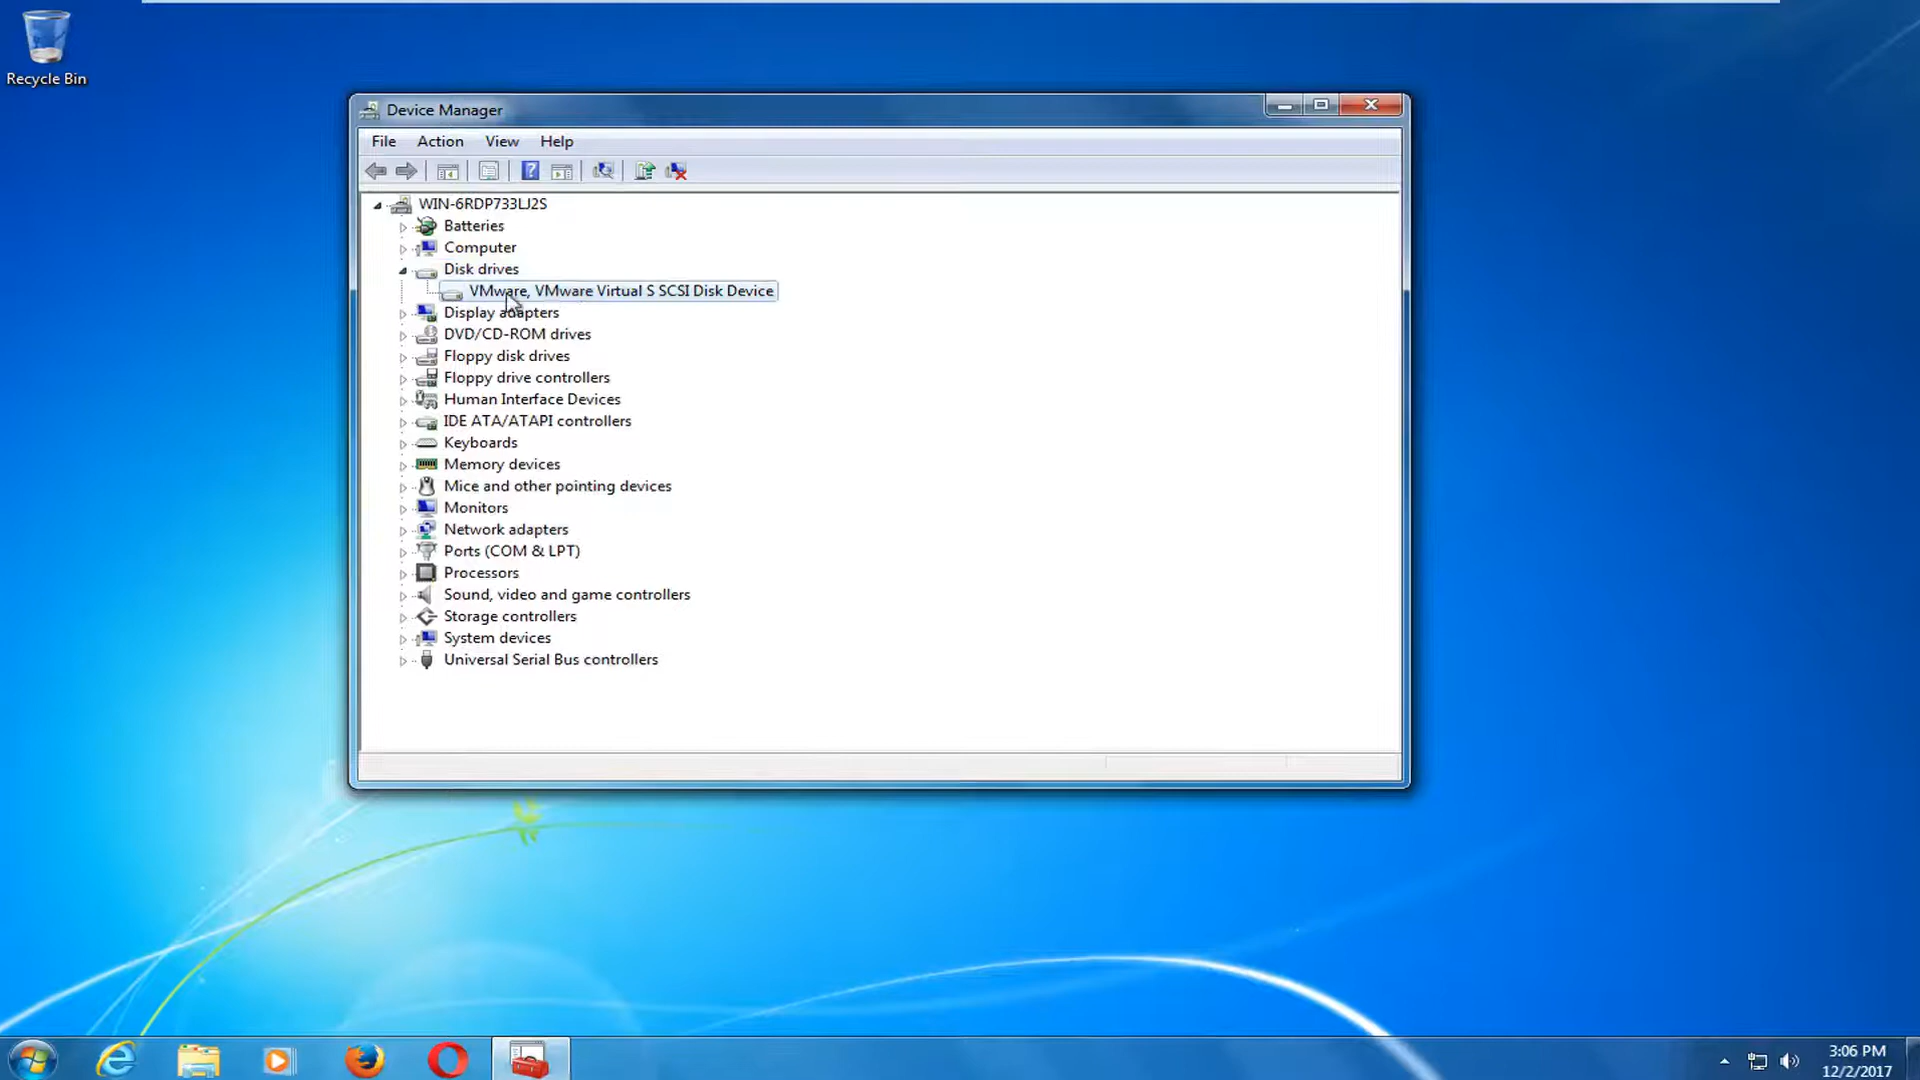 Recycle Bin
Device Manager
File Action View Help
WIN-6RDP733LJ2S
Batteries
Computer
Disk drives
VMware, VMware Virtual S SCSI Disk Device
Display adapters
DVD/CD-ROM drives
Floppy disk drives
Floppy drive controllers
Human Interface Devices
IDE ATA/ATAPI controllers
Keyboards
Memory devices
Mice and other pointing devices
Monitors
Network adapters
Ports (COM & LPT)
Processors
Sound, video and game controllers
Storage controllers
System devices
Universal Serial Bus controllers
3:06 PM
12/2/2017